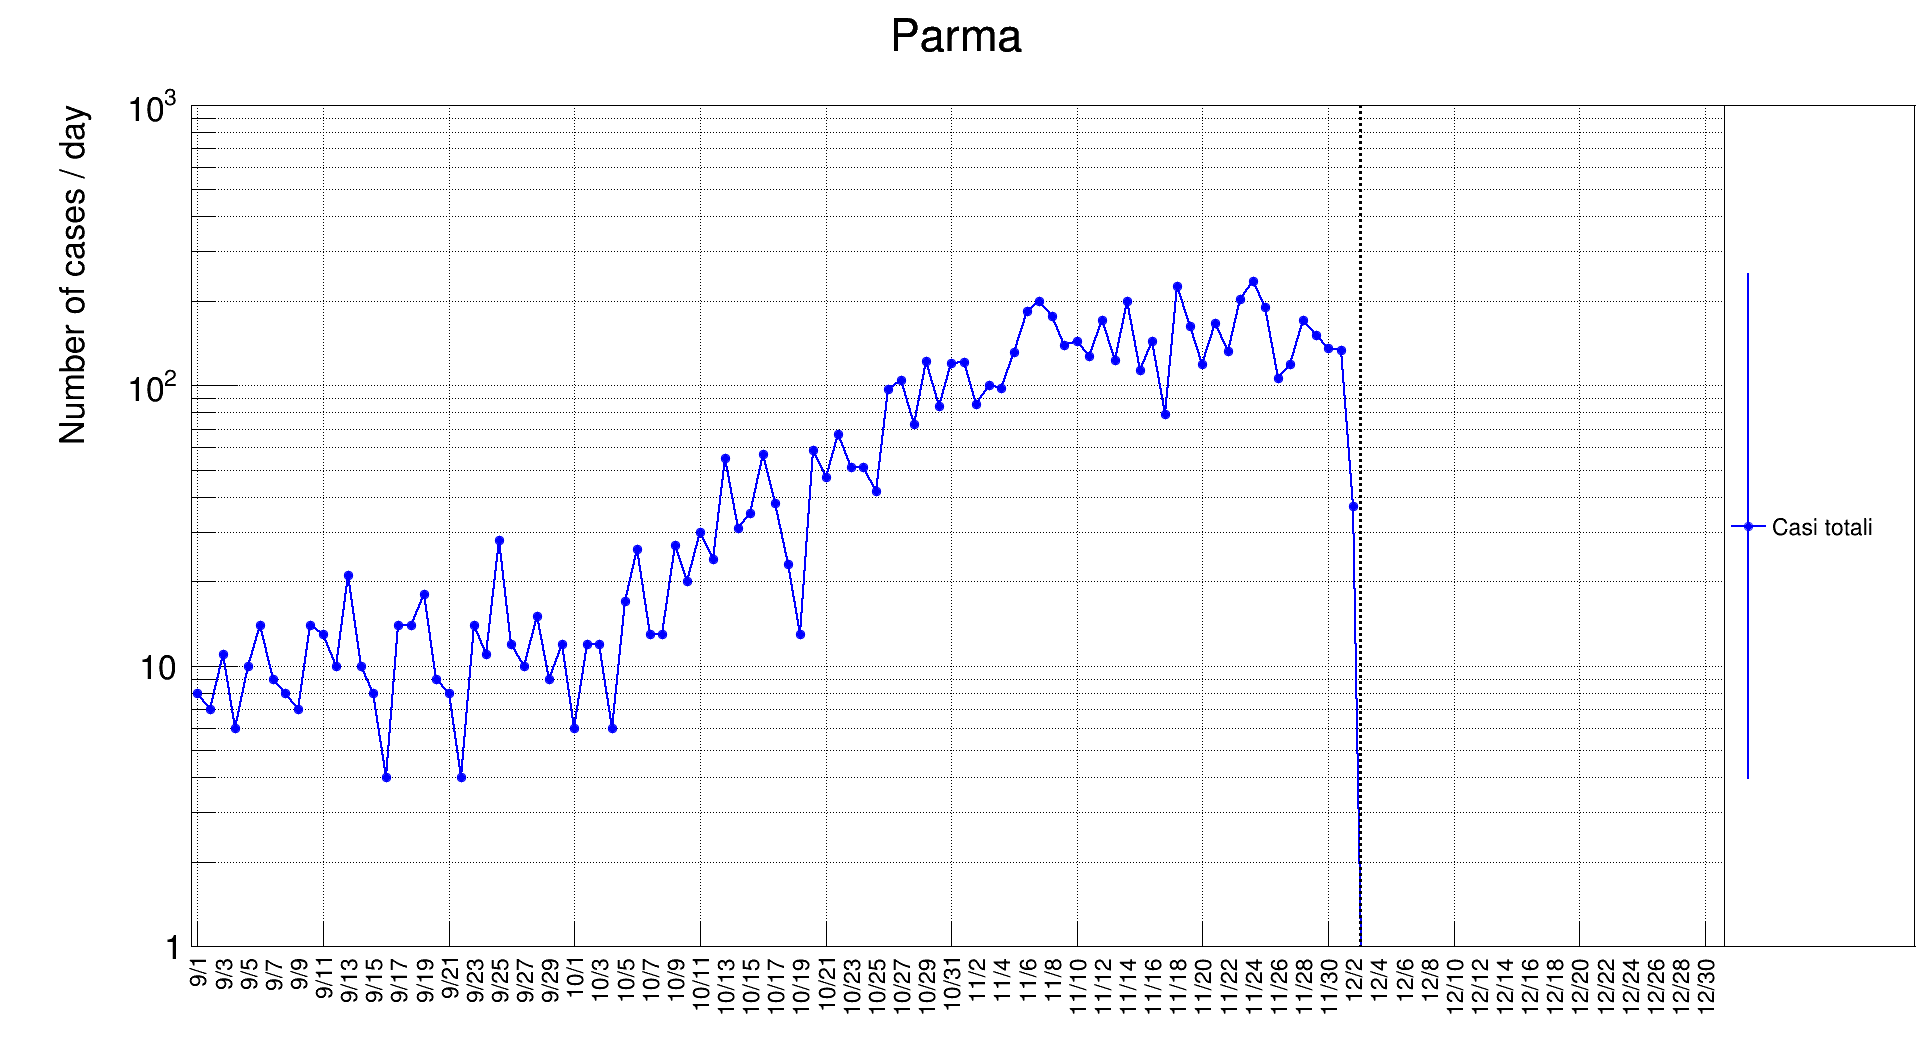 Parma
Number of cases / day
10³
10²
10
1
9/1 9/3 9/5 9/7 9/9 9/11 9/13 9/15 9/17 9/19 9/21 9/23 9/25 9/27 9/29 10/1 10/3 10/5 10/7 10/9 10/11 10/13 10/15 10/17 10/19 10/21 10/23 10/25 10/27 10/29 10/31 11/2 11/4 11/6 11/8 11/10 11/12 11/14 11/16 11/18 11/20 11/22 11/24 11/26 11/28 11/30 12/2 12/4 12/6 12/8 12/10 12/12 12/14 12/16 12/18 12/20 12/22 12/24 12/26 12/28 12/30
Casi totali